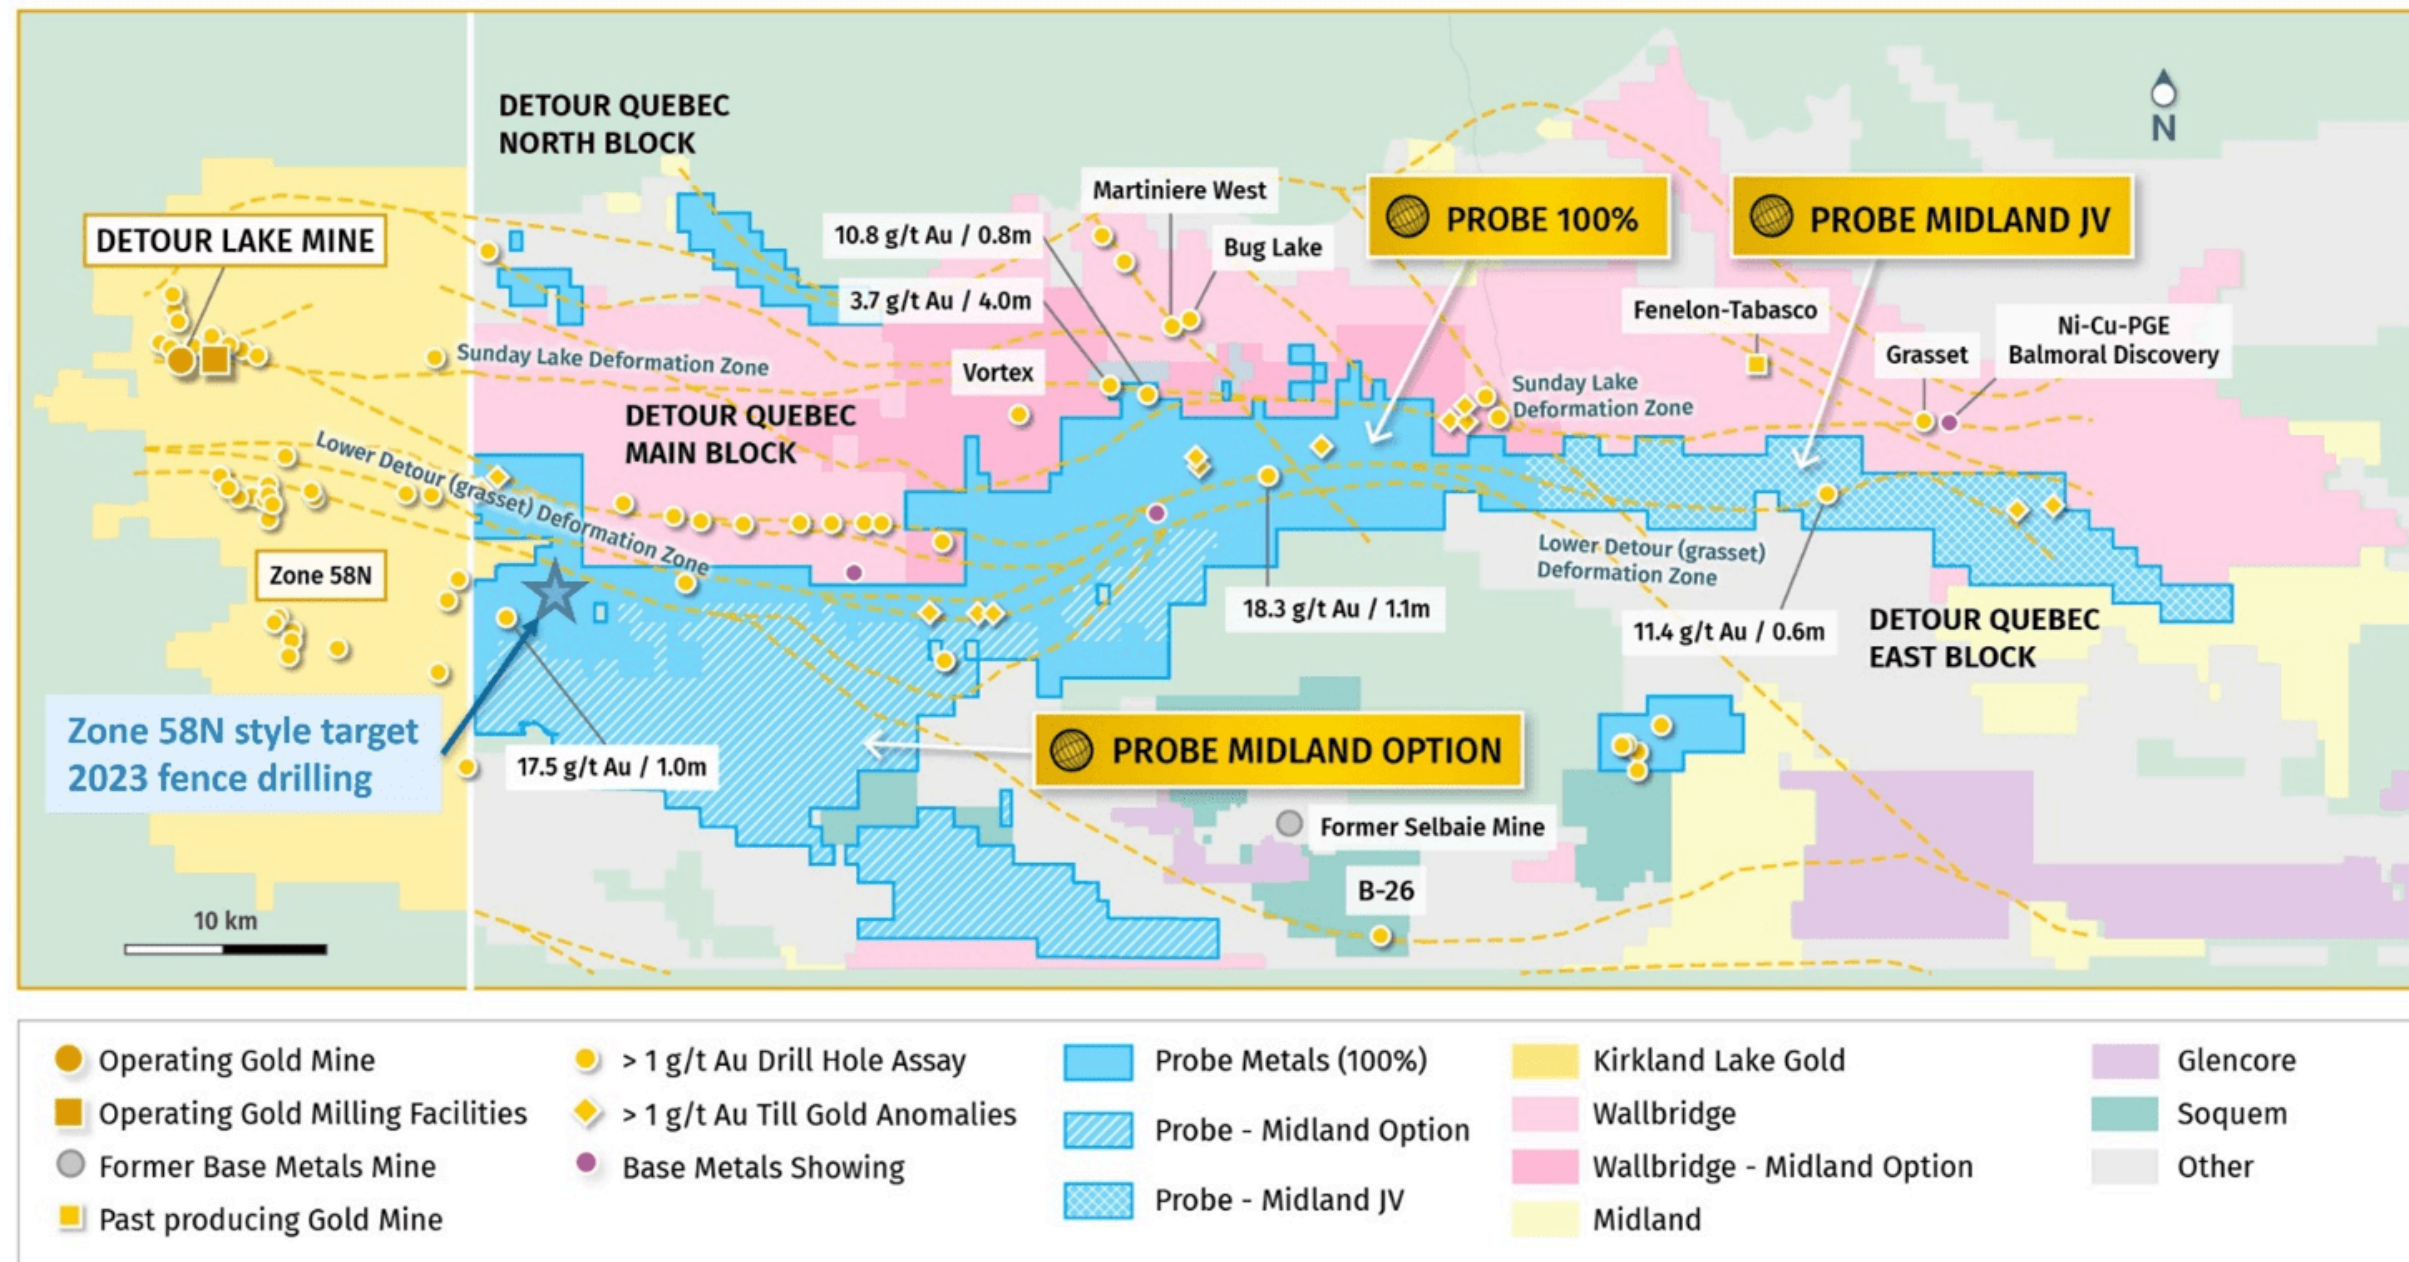 DETOUR QUEBEC
NORTH BLOCK
N
Martiniere West
PROBE 100%
PROBE MIDLAND JV
DETOUR LAKE MINE
10.8 g/t Au / 0.8m
Bug Lake
3.7 g/t Au / 4.0m
Fenelon-Tabasco
Ni-Cu-PGE
Balmoral Discovery
Grasset
Sunday Lake Deformation Zone
Vortex
Sunday Lake
Deformation Zone
DETOUR QUEBEC
MAIN BLOCK
Lower Detour (grasset) Deformation Zone
Lower Detour (grasset)
Deformation Zone
Zone 58N
18.3 g/t Au / 1.1m
11.4 g/t Au / 0.6m
DETOUR QUEBEC
EAST BLOCK
Zone 58N style target
2023 fence drilling
17.5 g/t Au / 1.0m
PROBE MIDLAND OPTION
Former Selbaie Mine
B-26
10 km
Operating Gold Mine
Operating Gold Milling Facilities
Former Base Metals Mine
Past producing Gold Mine
> 1 g/t Au Drill Hole Assay
> 1 g/t Au Till Gold Anomalies
Base Metals Showing
Probe Metals (100%)
Probe - Midland Option
Probe - Midland JV
Kirkland Lake Gold
Wallbridge
Wallbridge - Midland Option
Midland
Glencore
Soquem
Other